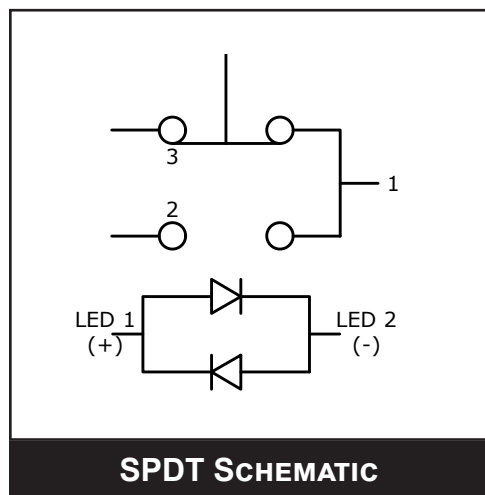 3
1
2
LED 1
(+)
LED 2
(-)
SPDT SCHEMATIC